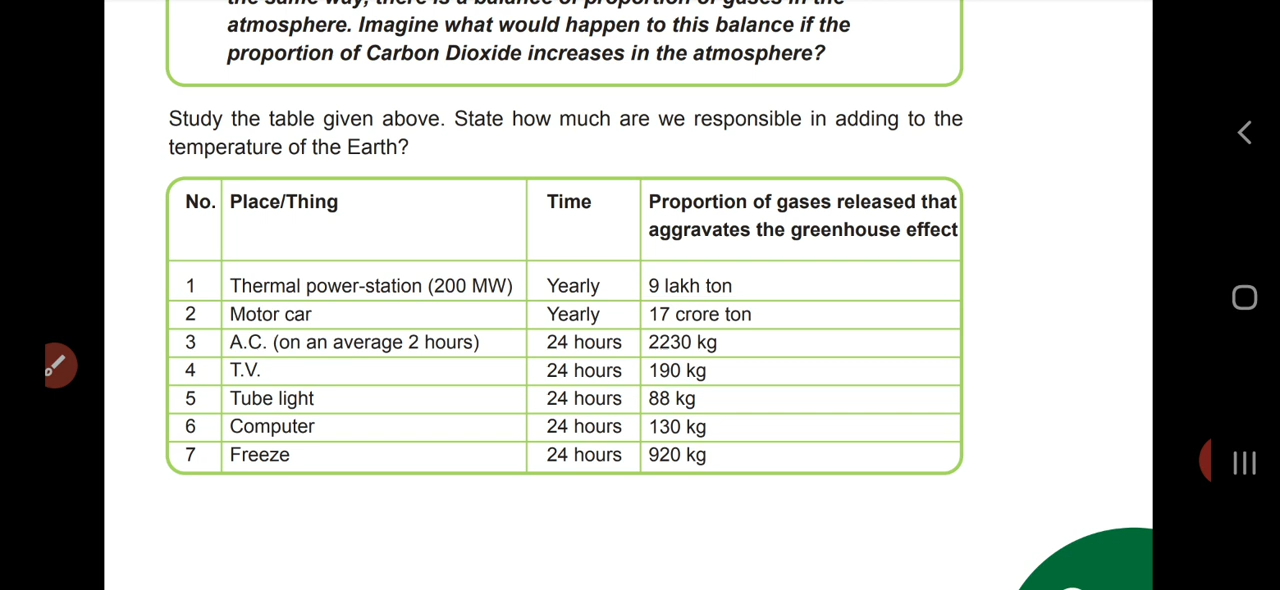 atmosphere. Imagine what would happen to this balance if the
proportion of Carbon Dioxide increases in the atmosphere?
Study the table given above. State how much are we responsible in adding to the
temperature of the Earth?
No. Place/Thing Time Proportion of gases released that
aggravates the greenhouse effect
1 Thermal power-station (200 MW) Yearly 9 lakh ton
2 Motor car Yearly 17 crore ton
3 A.C. (on an average 2 hours) 24 hours 2230 kg
4 T.V. 24 hours 190 kg
5 Tube light 24 hours 88 kg
6 Computer 24 hours 130 kg
7 Freeze 24 hours 920 kg